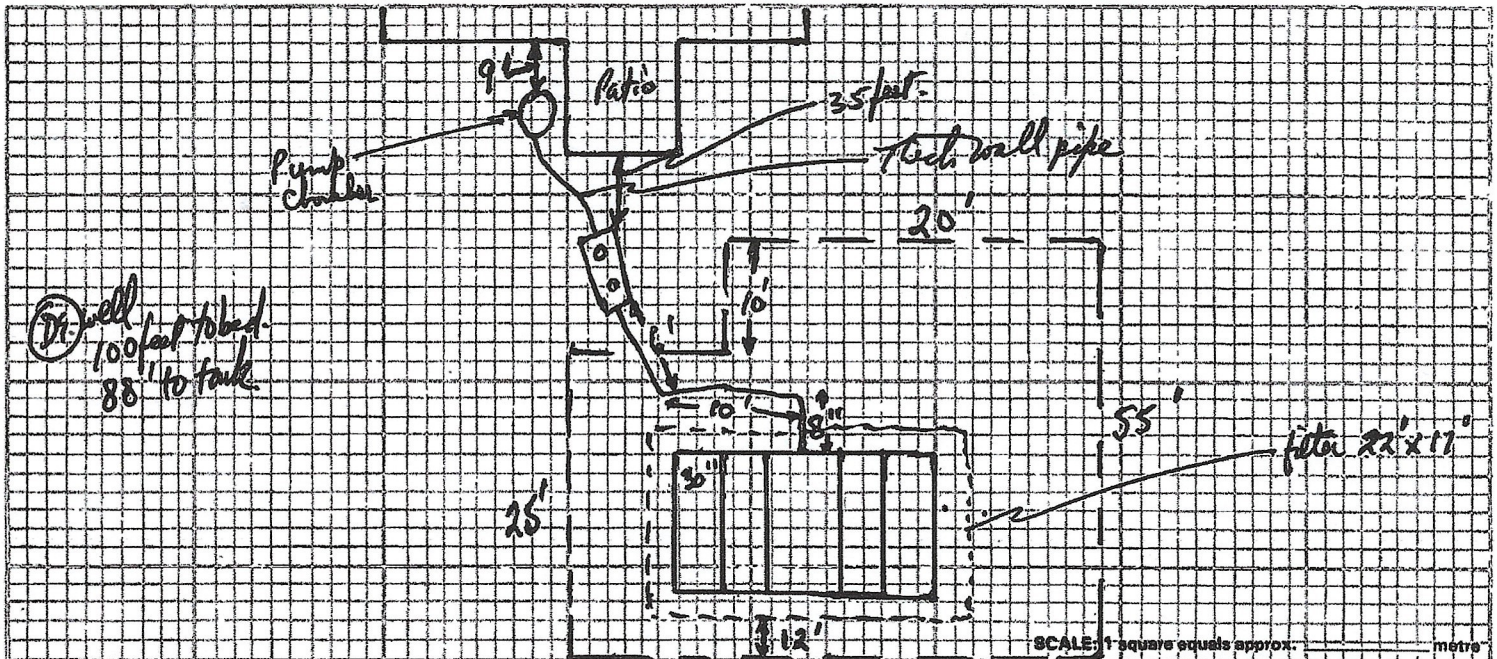 9'
Patio
35 feet.
Pump
Chamber
Thick wall pipe
20'
10'
Dr. well
100 feet to bed.
88' to tank.
6'
10'
8"
55'
filter 22' x 17'
30"
25'
12'
SCALE: 1 square equals approx. metre